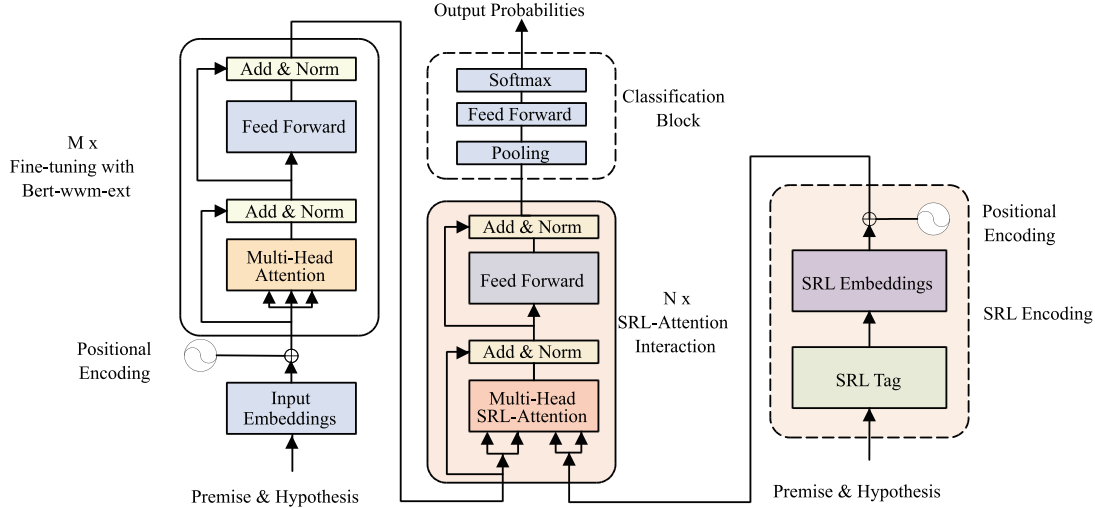 Output Probabilities
Add & Norm
Feed Forward
M x
Fine-tuning with
Bert-wwm-ext
Add & Norm
Multi-Head
Attention
Positional
Encoding
Input
Embeddings
Premise & Hypothesis
Softmax
Feed Forward
Pooling
Classification
Block
Add & Norm
Feed Forward
N x
SRL-Attention
Interaction
Add & Norm
Multi-Head
SRL-Attention
Positional
Encoding
SRL Embeddings
SRL Encoding
SRL Tag
Premise & Hypothesis